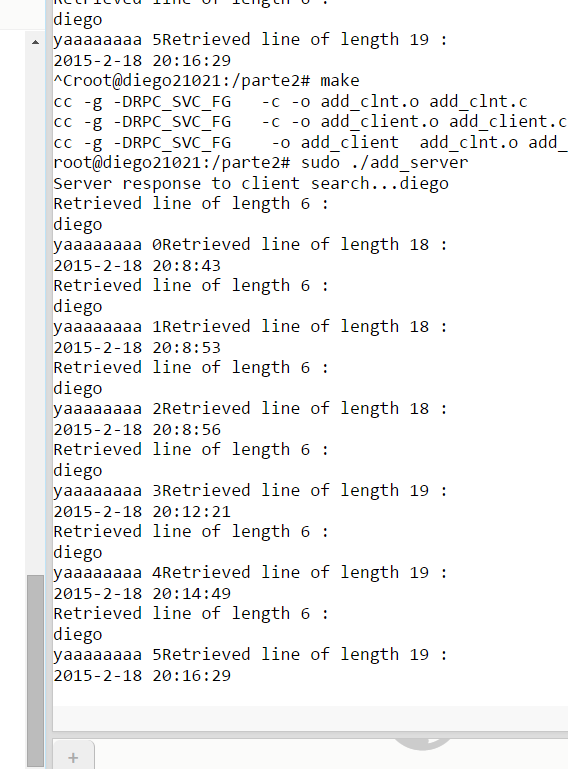 Retrieved line of length 6 :
diego
yaaaaaaaa 5Retrieved line of length 19 :
2015-2-18 20:16:29
^Croot@diego21021:/parte2# make
cc -g -DRPC_SVC_FG   -c -o add_clnt.o add_clnt.c
cc -g -DRPC_SVC_FG   -c -o add_client.o add_client.c
cc -g -DRPC_SVC_FG    -o add_client  add_clnt.o add_
root@diego21021:/parte2# sudo ./add_server
Server response to client search...diego
Retrieved line of length 6 :
diego
yaaaaaaaa 0Retrieved line of length 18 :
2015-2-18 20:8:43
Retrieved line of length 6 :
diego
yaaaaaaaa 1Retrieved line of length 18 :
2015-2-18 20:8:53
Retrieved line of length 6 :
diego
yaaaaaaaa 2Retrieved line of length 18 :
2015-2-18 20:8:56
Retrieved line of length 6 :
diego
yaaaaaaaa 3Retrieved line of length 19 :
2015-2-18 20:12:21
Retrieved line of length 6 :
diego
yaaaaaaaa 4Retrieved line of length 19 :
2015-2-18 20:14:49
Retrieved line of length 6 :
diego
yaaaaaaaa 5Retrieved line of length 19 :
2015-2-18 20:16:29
+